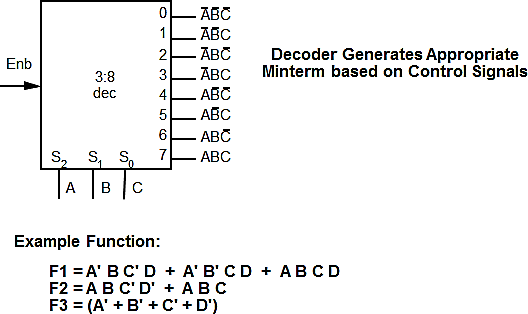 0 A̅B̅C̅
1 A̅B̅C
2 A̅BC̅
3 A̅BC
4 AB̅C̅
5 AB̅C
6 ABC̅
7 ABC
Enb
3:8
dec
S2 S1 S0
A B C
Decoder Generates Appropriate
Minterm based on Control Signals
Example Function:
F1 = A' B C' D + A' B' C D + A B C D
F2 = A B C' D' + A B C
F3 = (A' + B' + C' + D')